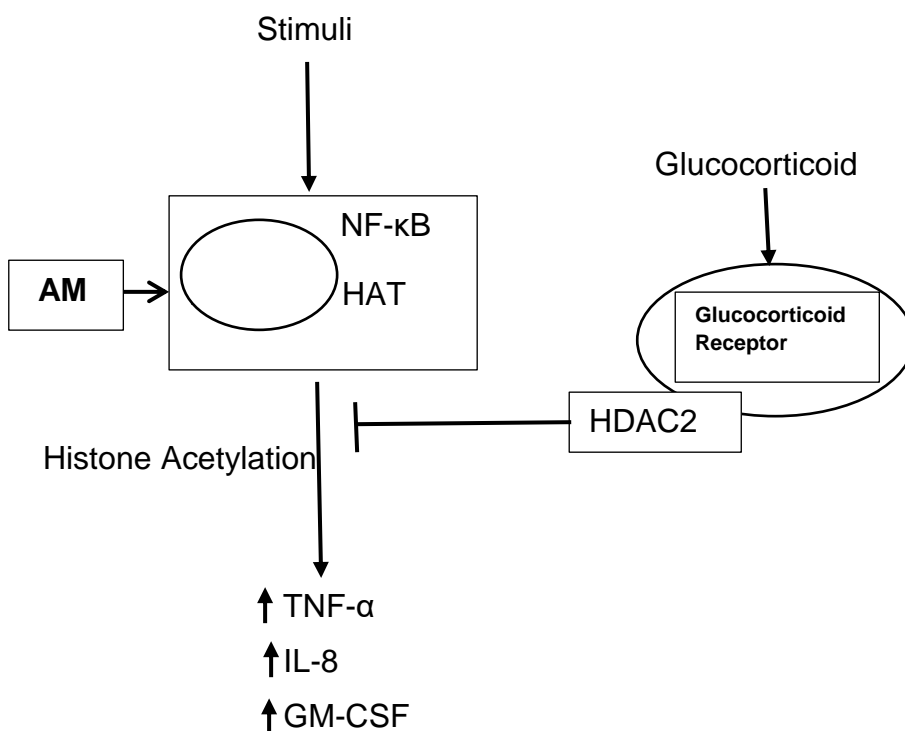 Stimuli
Glucocorticoid
NF-κB
AM
HAT
Glucocorticoid
Receptor
HDAC2
Histone Acetylation
TNF-α
IL-8
GM-CSF